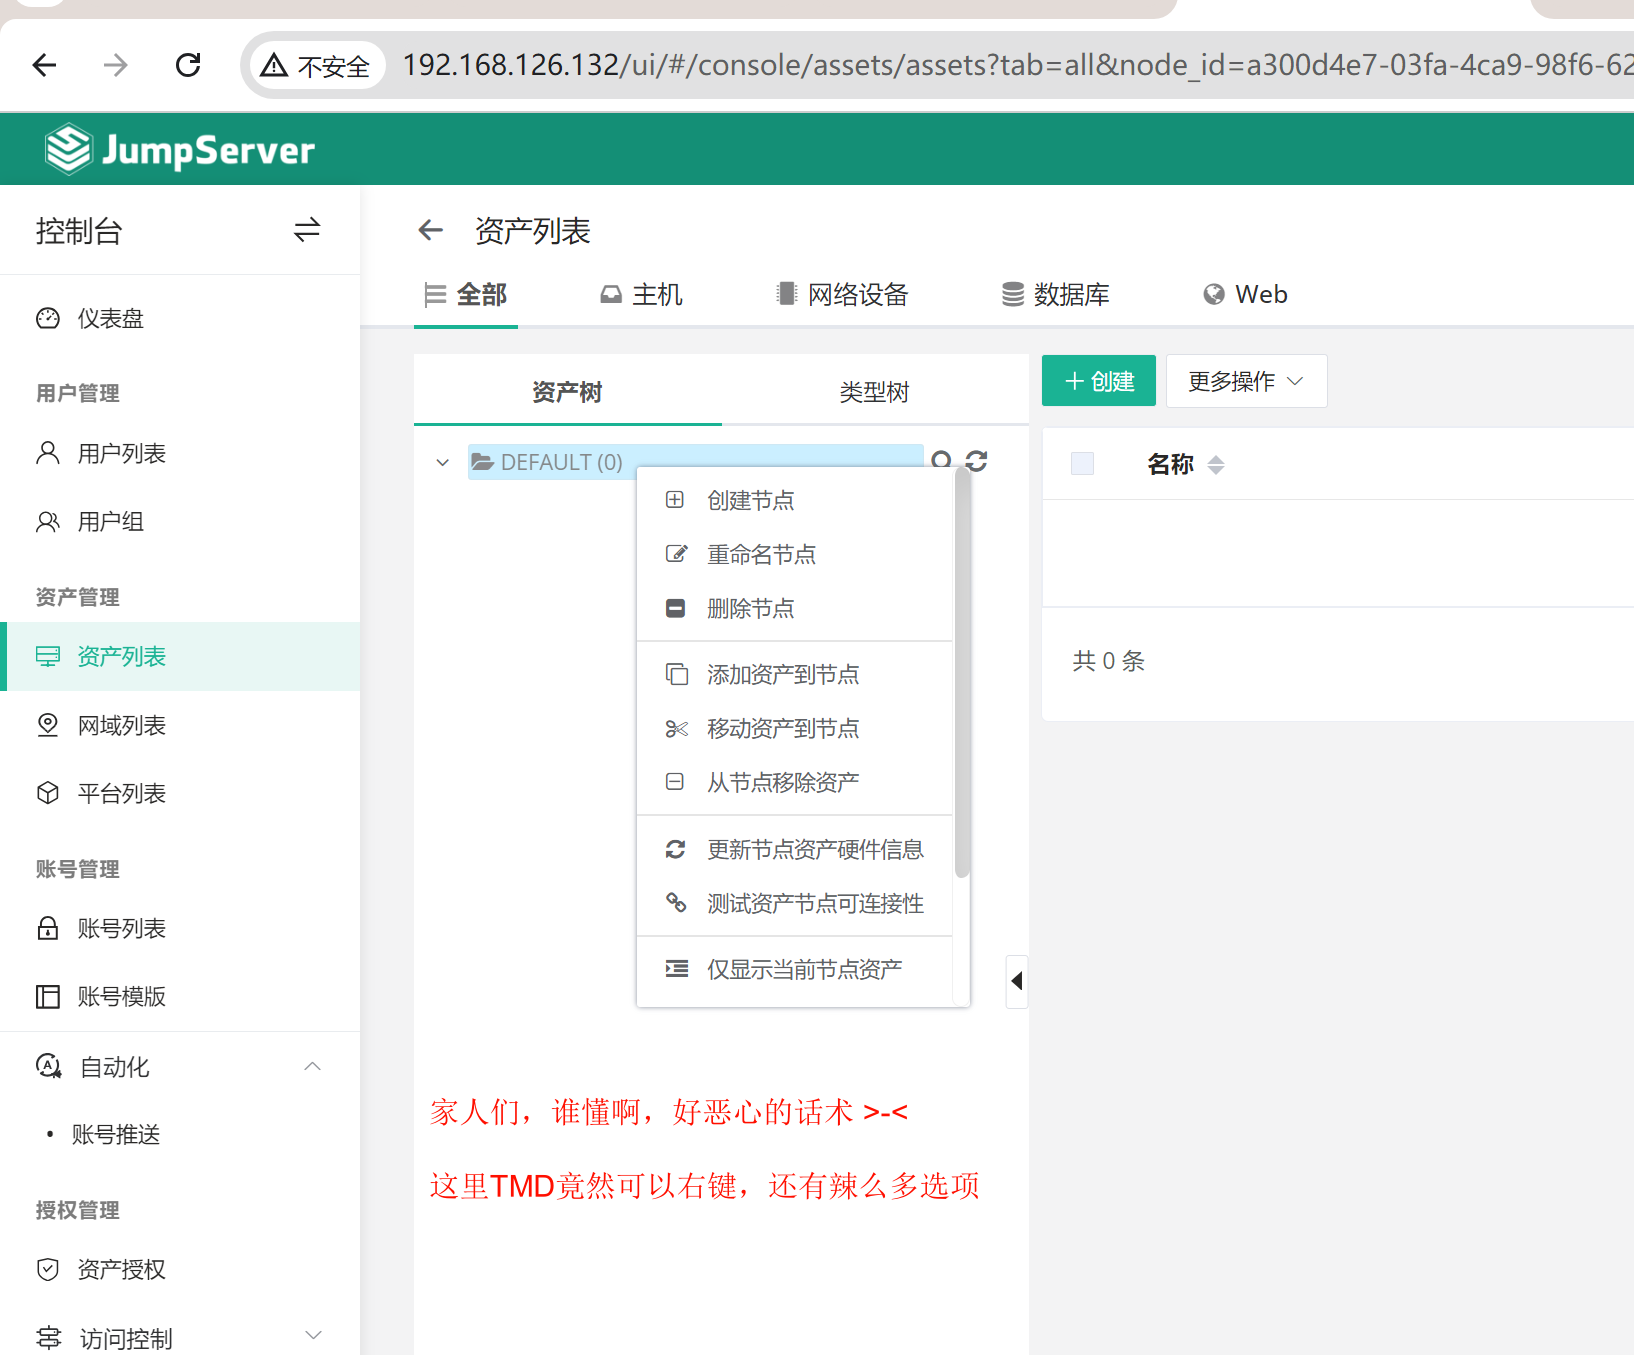 不安全 192.168.126.132/ui/#/console/assets/assets?tab=all&node_id=a300d4e7-03fa-4ca9-98f6-62
JumpServer
控制台
仪表盘
用户管理
用户列表
用户组
资产管理
资产列表
网域列表
平台列表
账号管理
账号列表
账号模版
自动化
• 账号推送
授权管理
资产授权
访问控制
资产列表
全部 主机 网络设备 数据库 Web
资产树 类型树
DEFAULT (0)
创建节点
重命名节点
删除节点
添加资产到节点
移动资产到节点
从节点移除资产
更新节点资产硬件信息
测试资产节点可连接性
仅显示当前节点资产
家人们，谁懂啊，好恶心的话术 >-<
这里TMD竟然可以右键，还有辣么多选项
+ 创建 更多操作
名称
共 0 条